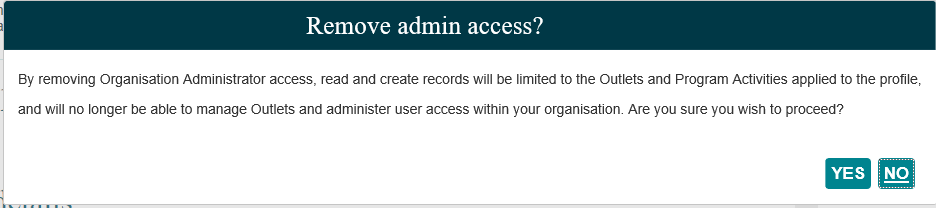 Remove admin access?
By removing Organisation Administrator access, read and create records will be limited to the Outlets and Program Activities applied to the profile,
and will no longer be able to manage Outlets and administer user access within your organisation. Are you sure you wish to proceed?
YES NO